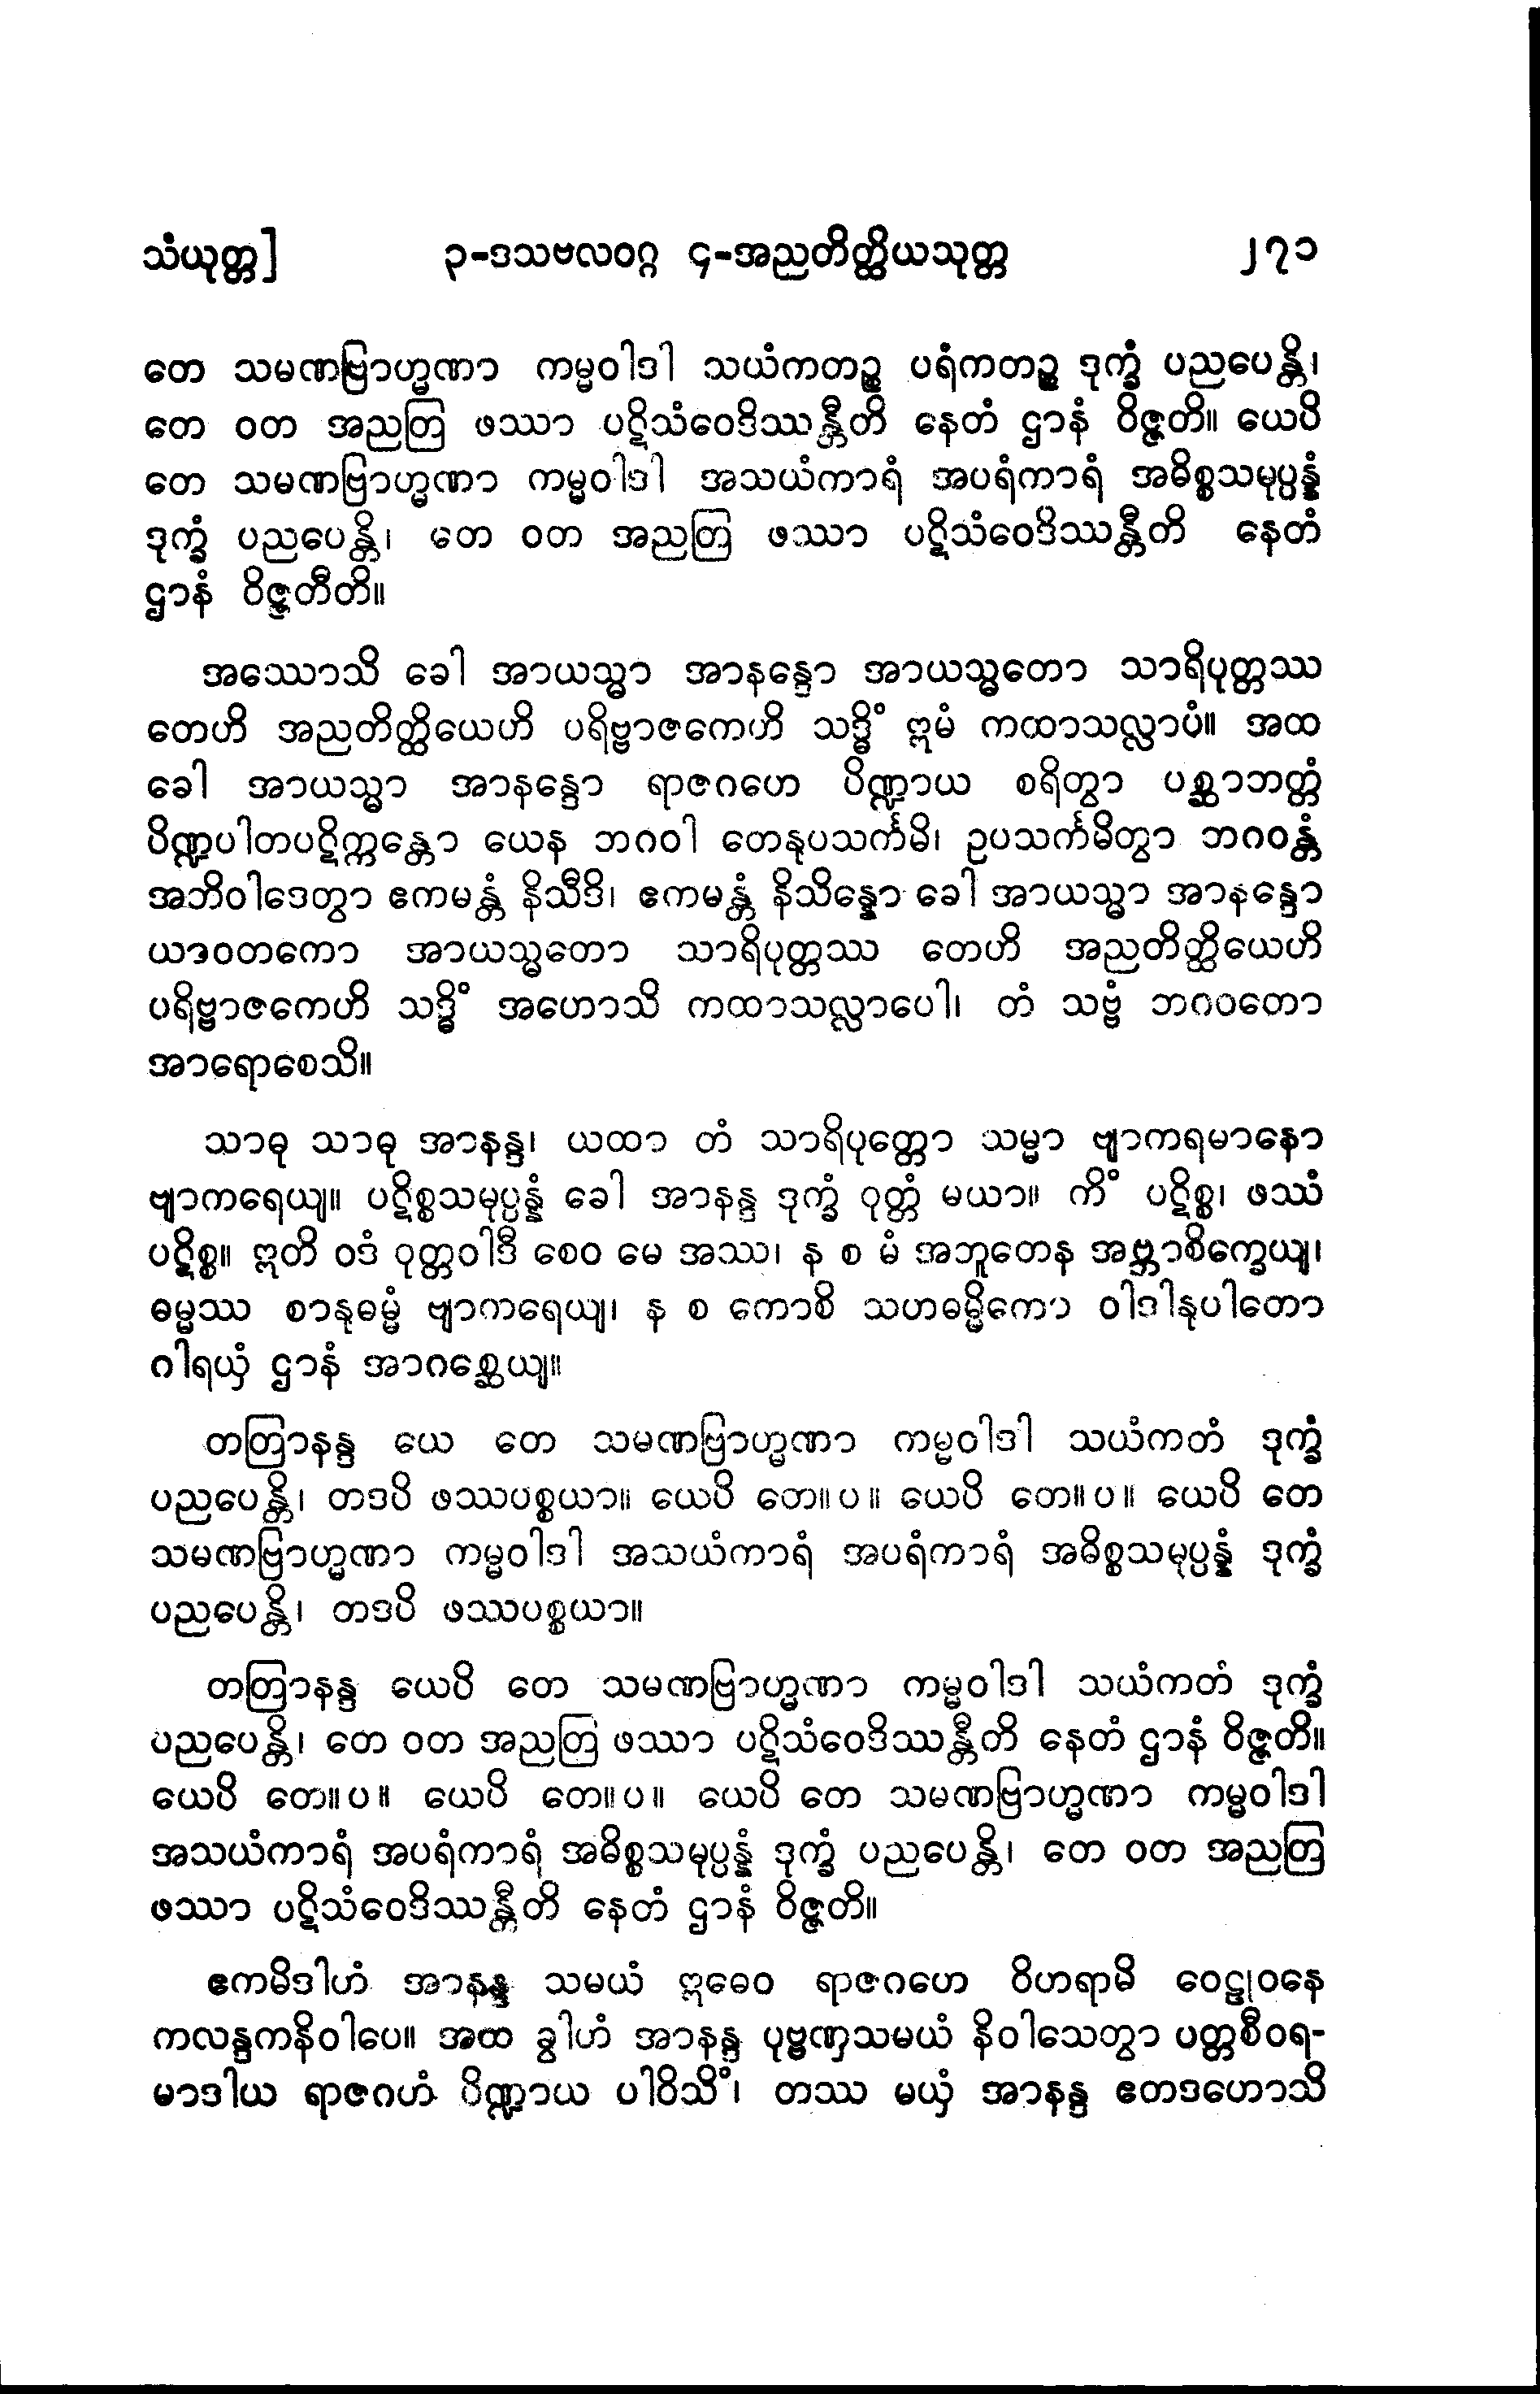 သံယုတ္တ] ၃-ဒသဗလဝဂ္ဂ ၄-အညတိတ္ထိယသုတ္တ ၂၇၁
တေ သမဏဗြာဟ္မဏာ ကမ္မဝါဒါ သယံကတဉ္စ ပရံကတဉ္စ ဒုက္ခံ ပညပေန္တိ၊
တေ ဝတ အညတြ ဖဿာ ပဋိသံဝေဒိဿန္တီတိ နေတံ ဌာနံ ဝိဇ္ဇတိ။ ယေပိ
တေ သမဏဗြာဟ္မဏာ ကမ္မဝါဒါ အသယံကာရံ အပရံကာရံ အဓိစ္စသမုပ္ပန္နံ
ဒုက္ခံ ပညပေန္တိ၊ တေ ဝတ အညတြ ဖဿာ ပဋိသံဝေဒိဿန္တီတိ နေတံ
ဌာနံ ဝိဇ္ဇတီတိ။
အဿောသိ ခေါ အာယသ္မာ အာနန္ဒော အာယသ္မတော သာရိပုတ္တဿ
တေဟိ အညတိတ္ထိယေဟိ ပရိဗ္ဗာဇကေဟိ သဒ္ဓိံ ဣမံ ကထာသလ္လာပံ။ အထ
ခေါ အာယသ္မာ အာနန္ဒော ရာဇဂဟေ ပိဏ္ဍာယ စရိတွာ ပစ္ဆာဘတ္တံ
ပိဏ္ဍပါတပဋိက္ကန္တော ယေန ဘဂဝါ တေနုပသင်္ကမိ၊ ဥပသင်္ကမိတွာ ဘဂဝန္တံ
အဘိဝါဒေတွာ ဧကမန္တံ နိသီဒိ၊ ဧကမန္တံ နိသိန္နော ခေါ အာယသ္မာ အာနန္ဒော
ယာဝတကော အာယသ္မတော သာရိပုတ္တဿ တေဟိ အညတိတ္ထိယေဟိ
ပရိဗ္ဗာဇကေဟိ သဒ္ဓိံ အဟောသိ ကထာသလ္လာပေါ၊ တံ သဗ္ဗံ ဘဂဝတော
အာရောစေသိ။
သာဓု သာဓု အာနန္ဒ၊ ယထာ တံ သာရိပုတ္တော သမ္မာ ဗျာကရမာနော
ဗျာကရေယျ။ ပဋိစ္စသမုပ္ပန္နံ ခေါ အာနန္ဒ ဒုက္ခံ ဝုတ္တံ မယာ။ ကိံ ပဋိစ္စ၊ ဖဿံ
ပဋိစ္စ။ ဣတိ ဝဒံ ဝုတ္တဝါဒီ စေဝ မေ အဿ၊ န စ မံ အဘူတေန အဗ္ဘာစိက္ခေယျ၊
ဓမ္မဿ စာနုဓမ္မံ ဗျာကရေယျ၊ န စ ကောစိ သဟဓမ္မိကော ဝါဒါနုပါတော
ဂါရယှံ ဌာနံ အာဂစ္ဆေယျ။
တတြာနန္ဒ ယေ တေ သမဏဗြာဟ္မဏာ ကမ္မဝါဒါ သယံကတံ ဒုက္ခံ
ပညပေန္တိ၊ တဒပိ ဖဿပစ္စယာ။ ယေပိ တေ။ပ။ ယေပိ တေ။ပ။ ယေပိ တေ
သမဏဗြာဟ္မဏာ ကမ္မဝါဒါ အသယံကာရံ အပရံကာရံ အဓိစ္စသမုပ္ပန္နံ ဒုက္ခံ
ပညပေန္တိ၊ တဒပိ ဖဿပစ္စယာ။
တတြာနန္ဒ ယေပိ တေ သမဏဗြာဟ္မဏာ ကမ္မဝါဒါ သယံကတံ ဒုက္ခံ
ပညပေန္တိ၊ တေ ဝတ အညတြ ဖဿာ ပဋိသံဝေဒိဿန္တီတိ နေတံ ဌာနံ ဝိဇ္ဇတိ။
ယေပိ တေ။ပ။ ယေပိ တေ။ပ။ ယေပိ တေ သမဏဗြာဟ္မဏာ ကမ္မဝါဒါ
အသယံကာရံ အပရံကာရံ အဓိစ္စသမုပ္ပန္နံ ဒုက္ခံ ပညပေန္တိ၊ တေ ဝတ အညတြ
ဖဿာ ပဋိသံဝေဒိဿန္တီတိ နေတံ ဌာနံ ဝိဇ္ဇတိ။
ဧကမိဒါဟံ အာနန္ဒ သမယံ ဣဓေဝ ရာဇဂဟေ ဝိဟရာမိ ဝေဠုဝနေ
ကလန္ဒကနိဝါပေ။ အထ ခွါဟံ အာနန္ဒ ပုဗ္ဗဏှသမယံ နိဝါသေတွာ ပတ္တစီဝရ-
မာဒါယ ရာဇဂဟံ ပိဏ္ဍာယ ပါဝိသိံ၊ တဿ မယှံ အာနန္ဒ ဧတဒဟောသိ